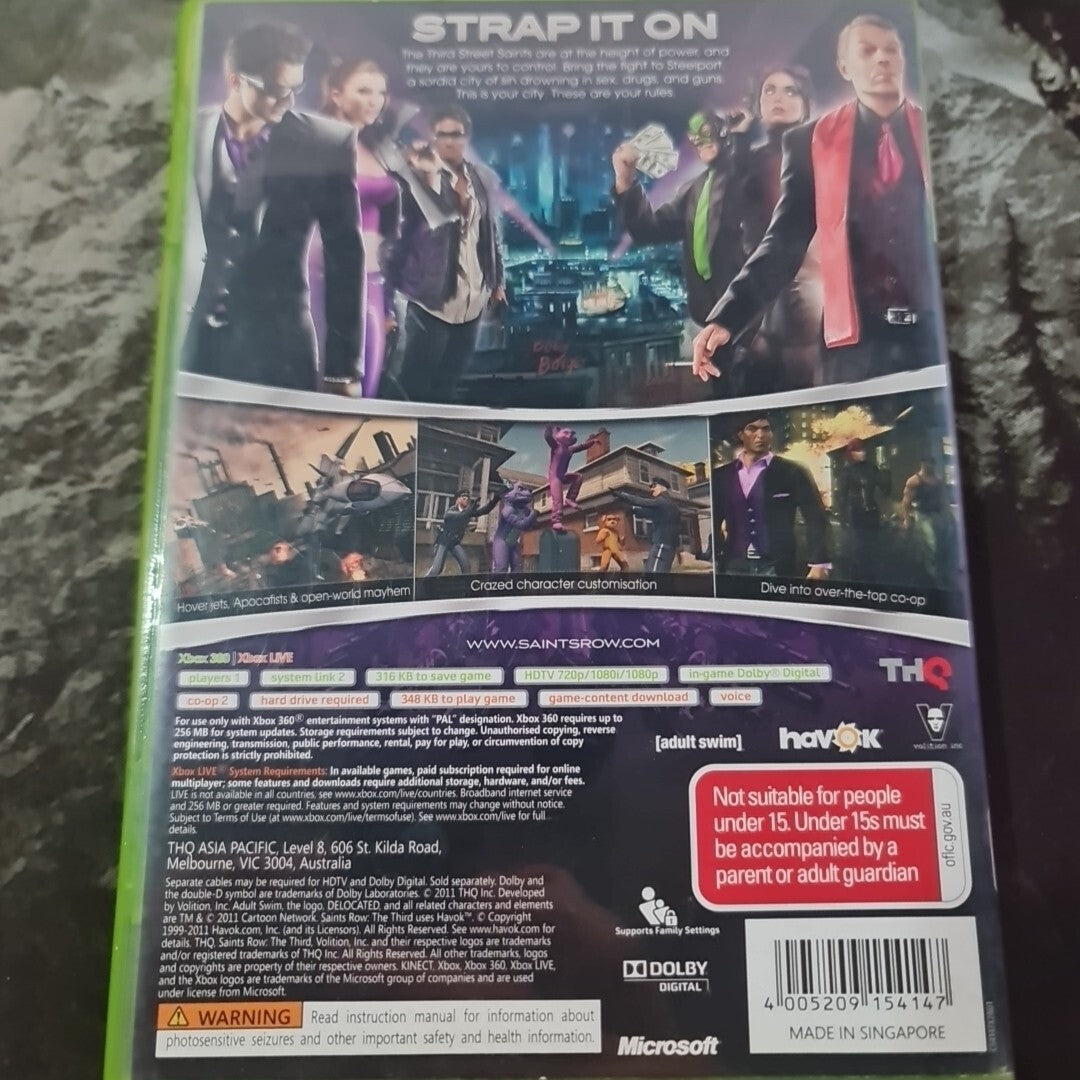 STRAP IT ON
The Third Street Saints are at the height of power, and
they are yours to control. Bring the fight to Steelport,
a sordid city of sin drowning in sex, drugs, and guns.
This is your city. These are your rules.
Hover jets, Apocafists & open-world mayhem
Crazed character customisation
Dive into over-the-top co-op
WWW.SAINTSROW.COM
Xbox 360 | Xbox LIVE
players 1
system link 2
316 KB to save game
HDTV 720p/1080i/1080p
in-game Dolby® Digital
co-op 2
hard drive required
348 KB to play game
game-content download
voice
THQ
For use only with Xbox 360® entertainment systems with "PAL" designation. Xbox 360 requires up to
256 MB for system updates. Storage requirements subject to change. Unauthorised copying, reverse
engineering, transmission, public performance, rental, pay for play, or circumvention of copy
protection is strictly prohibited.
[adult swim]
havok
volition inc
Xbox LIVE® System Requirements: In available games, paid subscription required for online
multiplayer; some features and downloads require additional storage, hardware, and/or fees.
LIVE is not available in all countries, see www.xbox.com/live/countries. Broadband internet service
and 256 MB or greater required. Features and system requirements may change without notice.
Subject to Terms of Use (at www.xbox.com/live/termsofuse). See www.xbox.com/live for full
details.
THQ ASIA PACIFIC, Level 8, 606 St. Kilda Road,
Melbourne, VIC 3004, Australia
Separate cables may be required for HDTV and Dolby Digital. Sold separately. Dolby and
the double-D symbol are trademarks of Dolby Laboratories. © 2011 THQ Inc. Developed
by Volition, Inc. Adult Swim, the logo, DELOCATED, and all related characters and elements
are TM & © 2011 Cartoon Network. Saints Row: The Third uses Havok™. © Copyright
1999-2011 Havok.com, Inc. (and its Licensors). All Rights Reserved. See www.havok.com for
details. THQ, Saints Row: The Third, Volition, Inc. and their respective logos are trademarks
and/or registered trademarks of THQ Inc. All Rights Reserved. All other trademarks, logos
and copyrights are property of their respective owners. KINECT, Xbox, Xbox 360, Xbox LIVE,
and the Xbox logos are trademarks of the Microsoft group of companies and are used
under license from Microsoft.
Not suitable for people
under 15. Under 15s must
be accompanied by a
parent or adult guardian
oflc.gov.au
Supports Family Settings
DOLBY
DIGITAL
WARNING
Read instruction manual for information about
photosensitive seizures and other important safety and health information.
Microsoft
4 005209 154147
MADE IN SINGAPORE